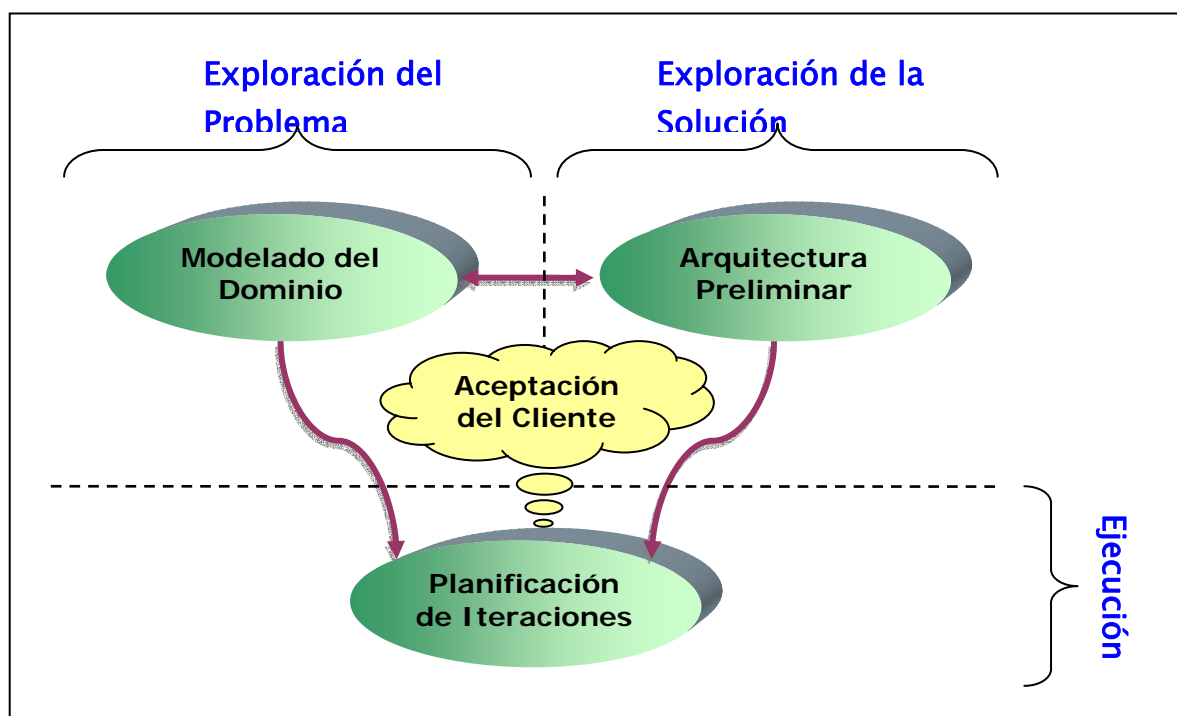 Exploración del
Problema
Exploración de la
Solución
Modelado del
Dominio
Arquitectura
Preliminar
Aceptación
del Cliente
Planificación
de Iteraciones
Ejecución